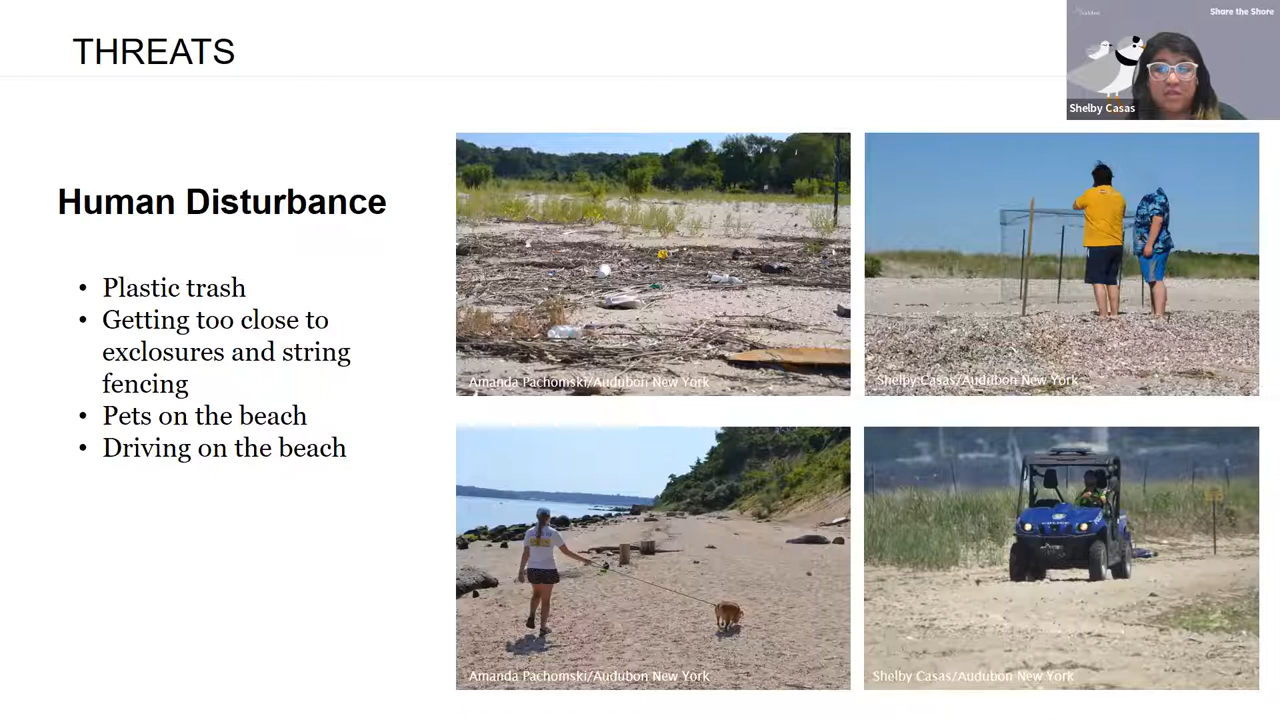 THREATS
Audubon
Share the Shore
Shelby Casas
Human Disturbance
• Plastic trash
• Getting too close to
exclosures and string
fencing
• Pets on the beach
• Driving on the beach
Amanda Pachomski/Audubon New York
Shelby Casas/Audubon New York
Amanda Pachomski/Audubon New York
Shelby Casas/Audubon New York